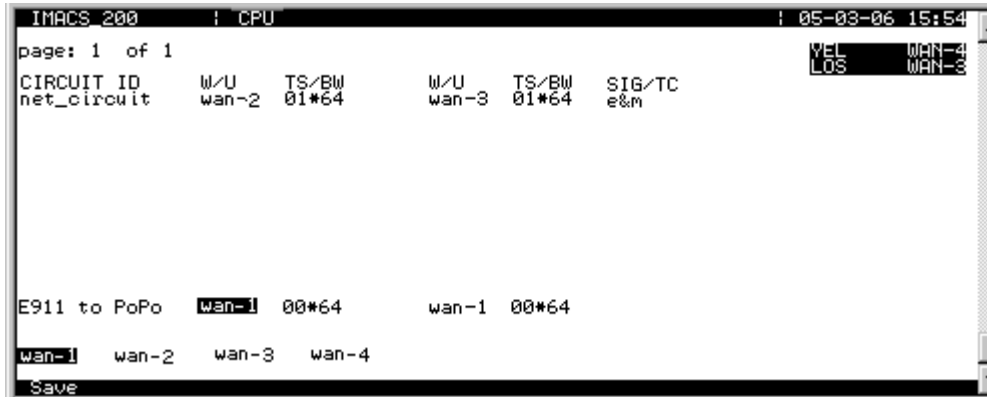 IMACS_200 | CPU | 05-03-06 15:54
page: 1 of 1 YEL WAN-4
LOS WAN-3
CIRCUIT ID W/U TS/BW W/U TS/BW SIG/TC
net_circuit wan-2 01*64 wan-3 01*64 e&m
E911 to PoPo wan-1 00*64 wan-1 00*64
wan-1 wan-2 wan-3 wan-4
Save